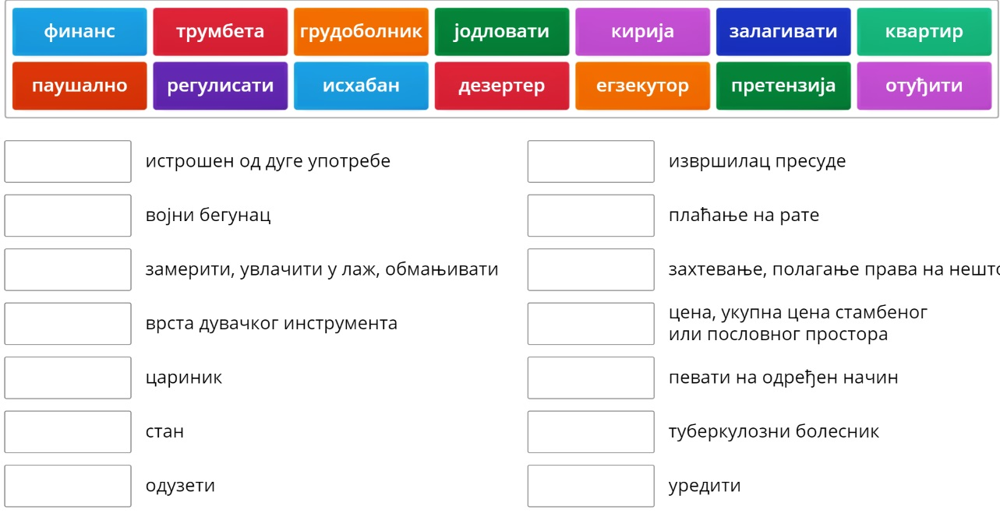 финанс
трумбета
грудоболник
јодловати
кирија
залагивати
квартир
паушално
регулисати
исхабан
дезертер
егзекутор
претензија
отуђити
истрошен од дуге употребе
војни бегунац
замерити, увлачити у лаж, обмањивати
врста дувачког инструмента
цариник
стан
одузети
извршилац пресуде
плаћање на рате
захтевање, полагање права на нешто
цена, укупна цена стамбеног
или пословног простора
певати на одређен начин
туберкулозни болесник
уредити